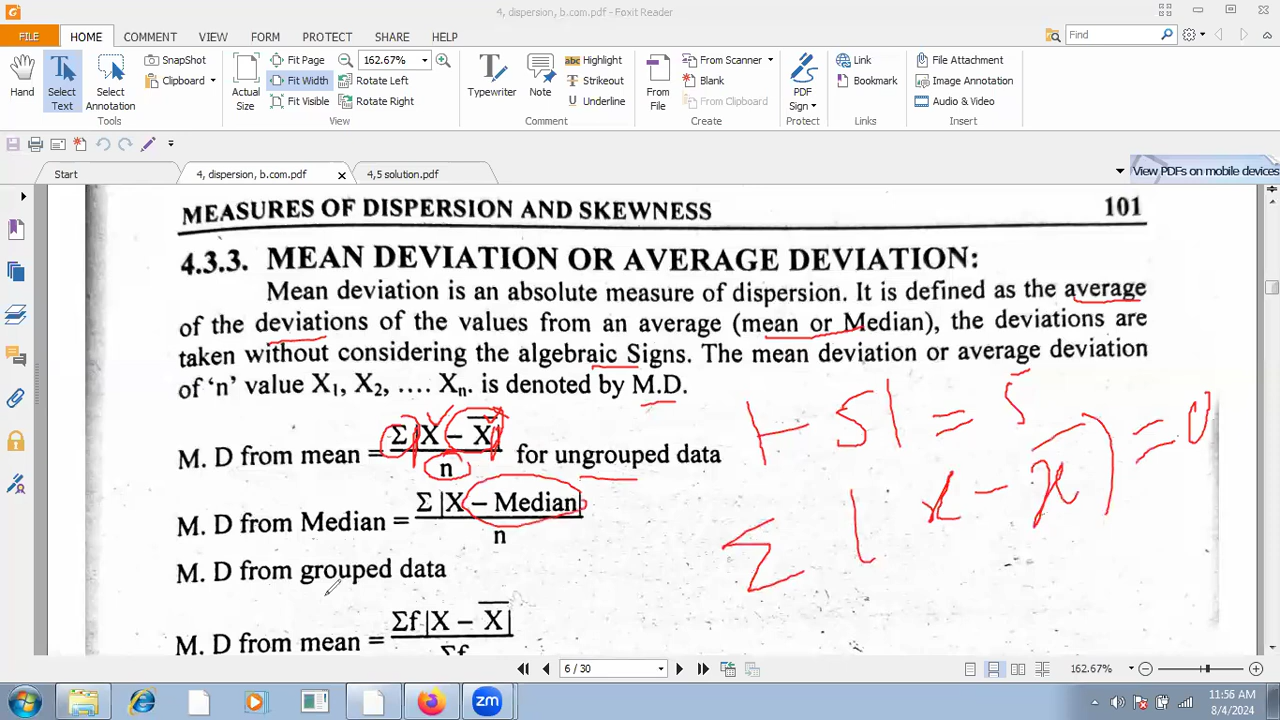 4, dispersion, b.com.pdf - Foxit Reader
FILE HOME COMMENT VIEW FORM PROTECT SHARE HELP
Find
SnapShot
Clipboard
Hand
Select Text
Select Annotation
Tools
Actual Size
Fit Page
Fit Width
Fit Visible
162.67%
Rotate Left
Rotate Right
View
Typewriter
Note
Highlight
Strikeout
Underline
Comment
From File
From Scanner
Blank
From Clipboard
Create
PDF Sign
Protect
Link
Bookmark
Links
File Attachment
Image Annotation
Audio & Video
Insert
Start 4, dispersion, b.com.pdf 4,5 solution.pdf
View PDFs on mobile devices
MEASURES OF DISPERSION AND SKEWNESS 101
4.3.3. MEAN DEVIATION OR AVERAGE DEVIATION:
Mean deviation is an absolute measure of dispersion. It is defined as the average
of the deviations of the values from an average (mean or Median), the deviations are
taken without considering the algebraic Signs. The mean deviation or average deviation
of 'n' value X₁, X₂, .... Xₙ. is denoted by M.D.
M. D from mean = Σ |X − X̄| / n for ungrouped data
|-5| = 5
Σ |x − x̄| = 0
M. D from Median = Σ |X − Median| / n
M. D from grouped data
M. D from mean = Σf |X − X̄| / Σf
6 / 30
162.67%
zm
11:56 AM
8/4/2024